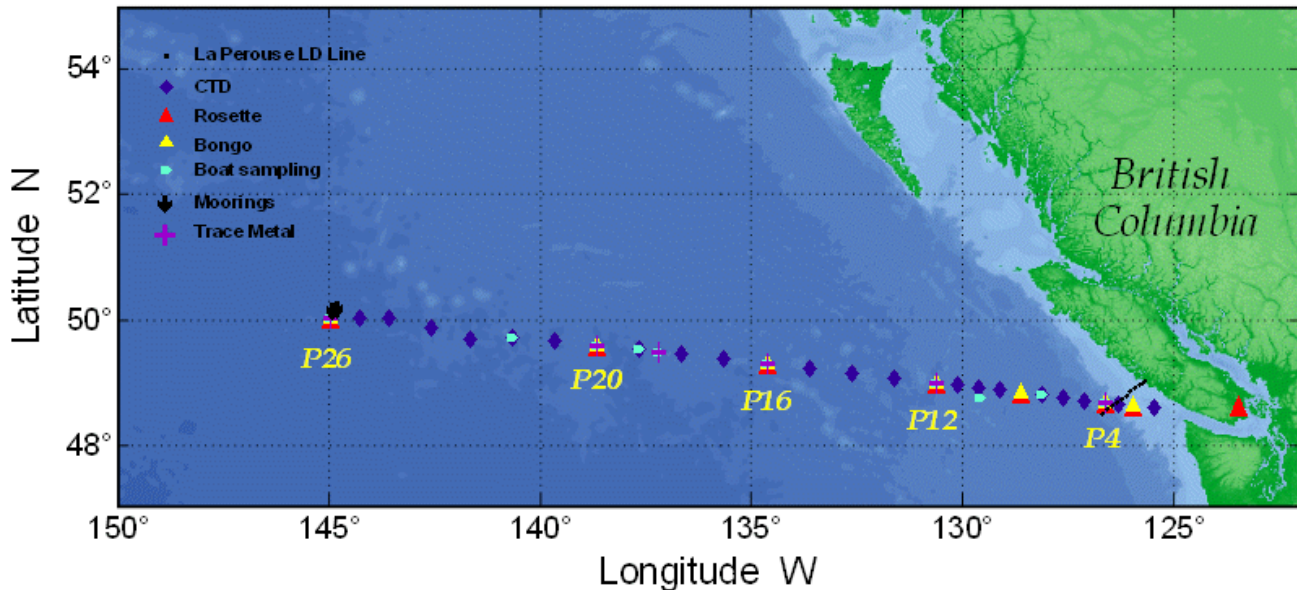 La Perouse LD Line
CTD
Rosette
Bongo
Boat sampling
Moorings
Trace Metal
British
Columbia
P26
P20
P16
P12
P4
54°
52°
50°
48°
Latitude N
150°
145°
140°
135°
130°
125°
Longitude W